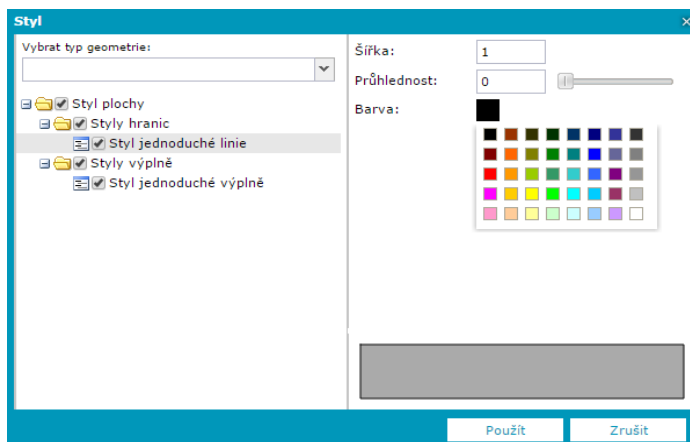 Styl
Vybrat typ geometrie:
Styl plochy
Styly hranic
Styl jednoduché linie
Styly výplně
Styl jednoduché výplně
Šířka: 1
Průhlednost: 0
Barva:
Použít
Zrušit